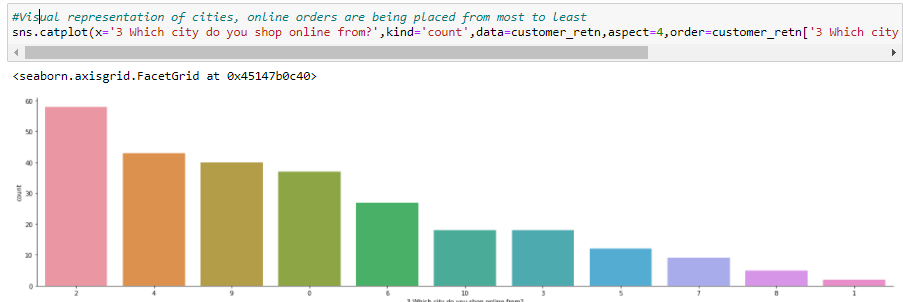 #Visual representation of cities, online orders are being placed from most to least
sns.catplot(x='3 Which city do you shop online from?',kind='count',data=customer_retn,aspect=4,order=customer_retn['3 Which city
<seaborn.axisgrid.FacetGrid at 0x45147b0c40>
60
50
40
30
20
10
0
count
2 4 9 0 6 10 3 5 7 8 1
3 Which city do you shop online from?